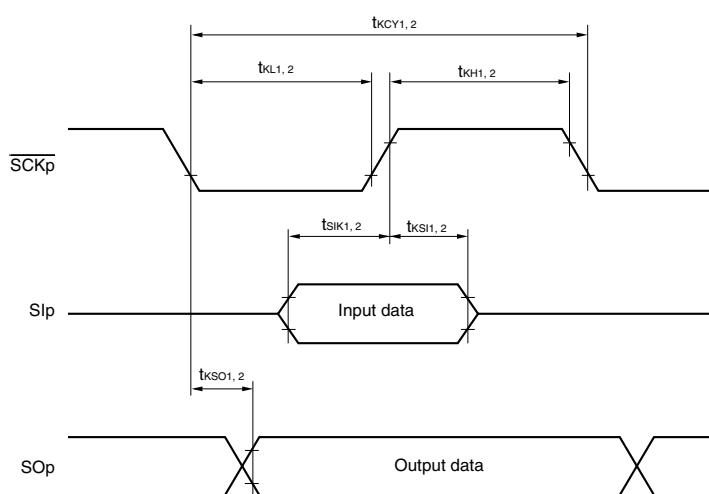 tKCY1, 2
tKL1, 2
tKH1, 2
SCKp
tSIK1, 2
tKSI1, 2
SIp
Input data
tKSO1, 2
SOp
Output data